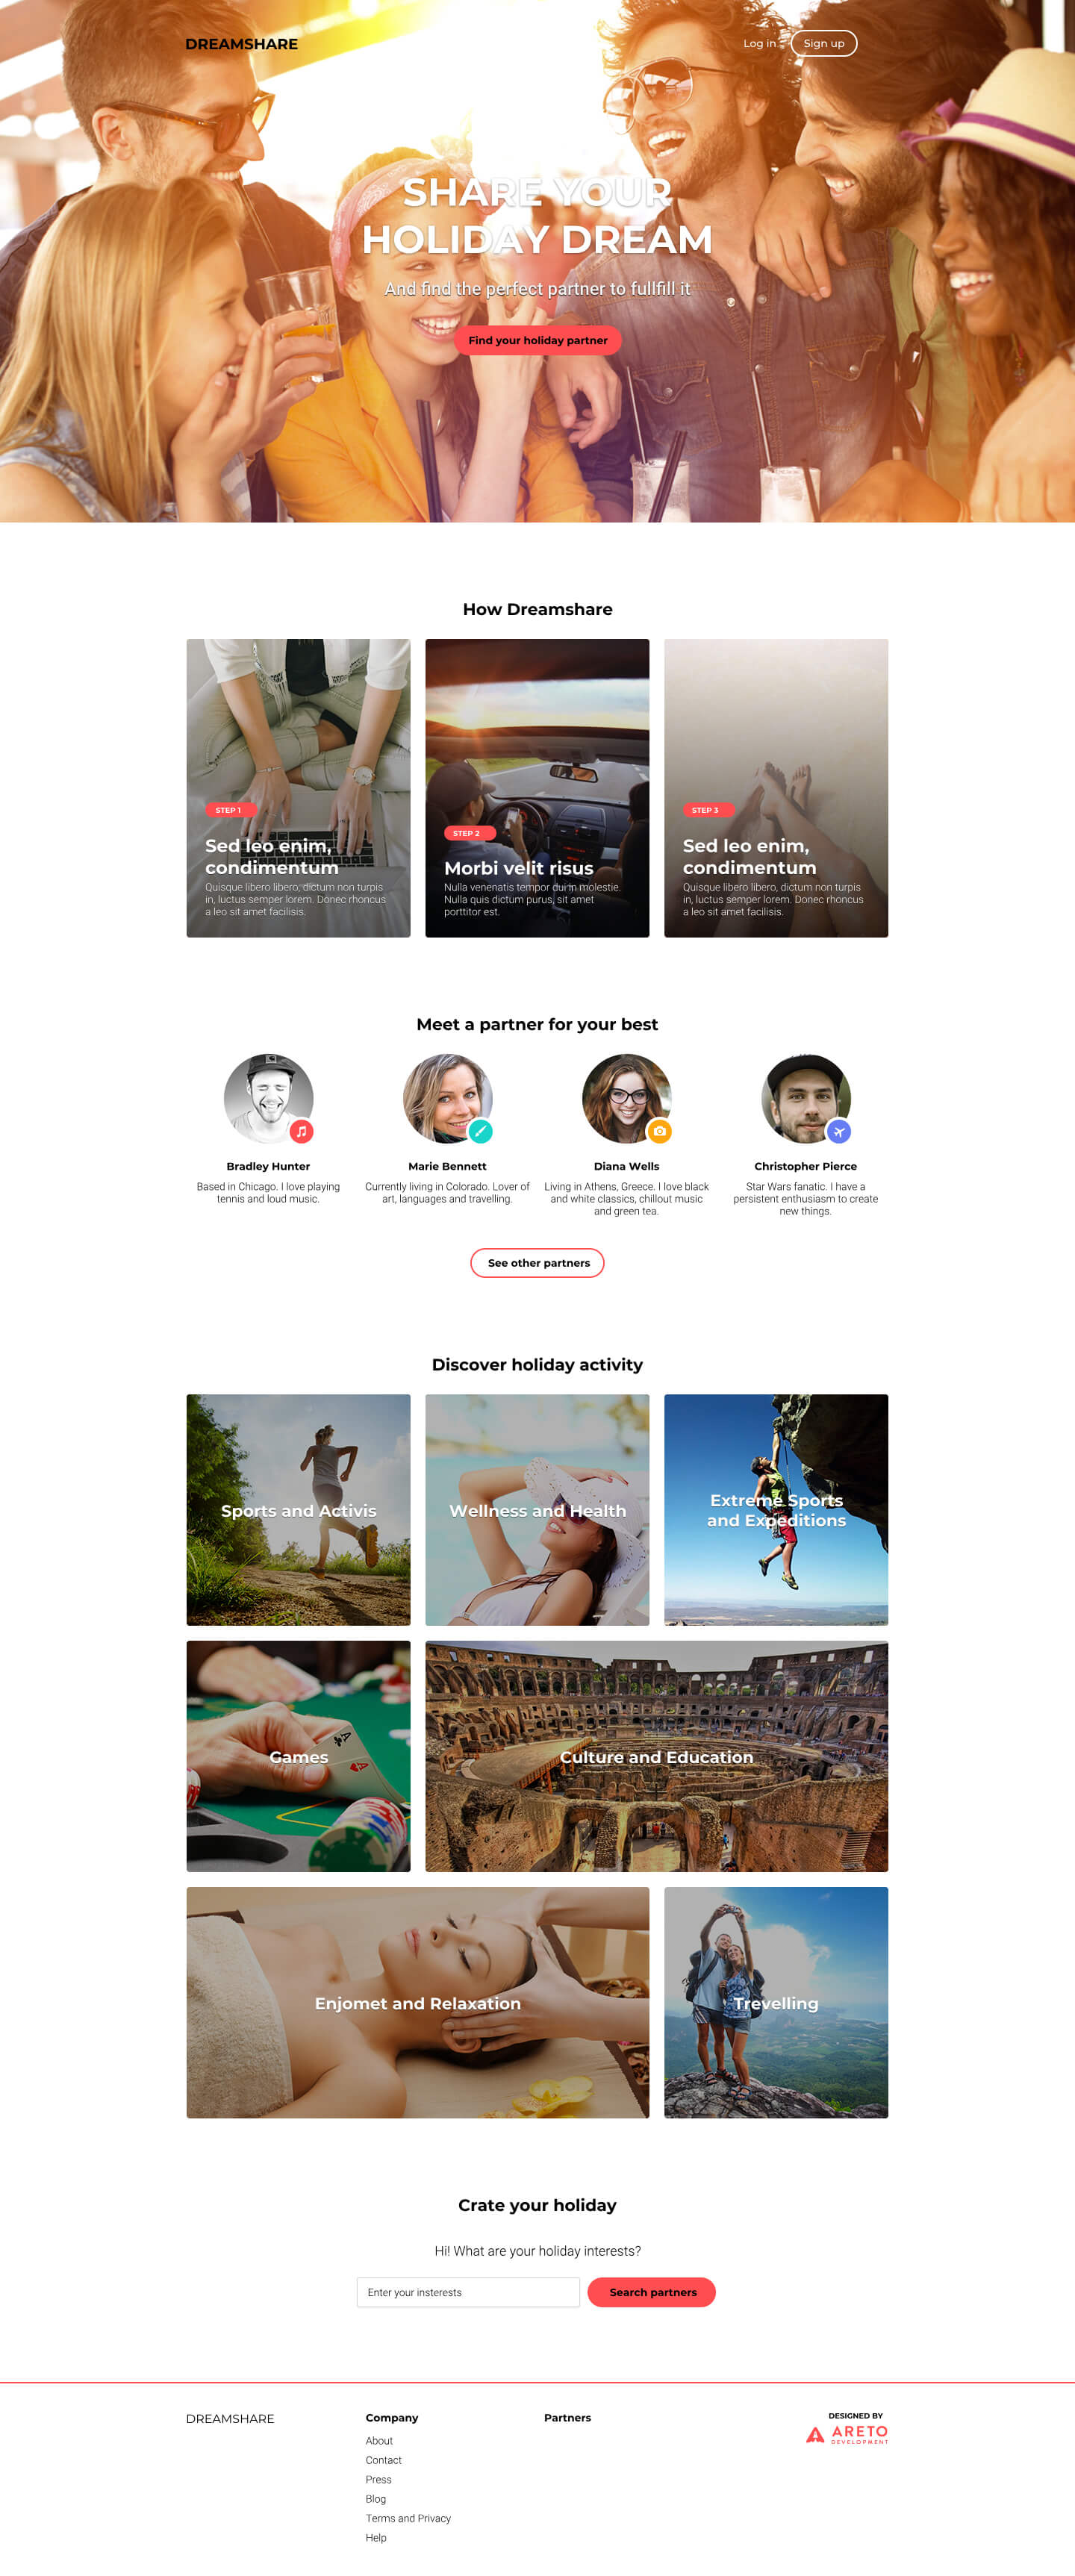 DREAMSHARE
Log in
Sign up
SHARE YOUR
HOLIDAY DREAM
And find the perfect partner to fullfill it
Find your holiday partner
How Dreamshare
STEP 1
Sed leo enim,
condimentum
Quisque libero libero, dictum non turpis
in, luctus semper lorem. Donec rhoncus
a leo sit amet facilisis.
STEP 2
Morbi velit risus
Nulla venenatis tempor dui in molestie.
Nulla quis dictum purus, sit amet
porttitor est.
STEP 3
Sed leo enim,
condimentum
Quisque libero libero, dictum non turpis
in, luctus semper lorem. Donec rhoncus
a leo sit amet facilisis.
Meet a partner for your best
Bradley Hunter
Based in Chicago. I love playing
tennis and loud music.
Marie Bennett
Currently living in Colorado. Lover of
art, languages and travelling.
Diana Wells
Living in Athens, Greece. I love black
and white classics, chillout music
and green tea.
Christopher Pierce
Star Wars fanatic. I have a
persistent enthusiasm to create
new things.
See other partners
Discover holiday activity
Sports and Activis
Wellness and Health
Extreme Sports
and Expeditions
Games
Culture and Education
Enjomet and Relaxation
Trevelling
Crate your holiday
Hi! What are your holiday interests?
Enter your insterests
Search partners
DREAMSHARE
Company
About
Contact
Press
Blog
Terms and Privacy
Help
Partners
DESIGNED BY
ARETO
DEVELOPMENT